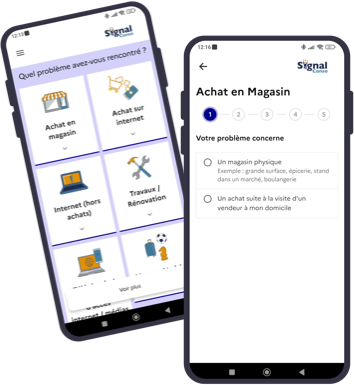 12:13
Signal
Conso
Quel problème avez-vous rencontré ?
Achat en
magasin
Achat sur
internet
Internet (hors
achats)
Travaux /
Rénovation
Voir plus
internet / médias
12:16
Signal
Conso
Achat en Magasin
1
2
3
4
5
Votre problème concerne
Un magasin physique
Exemple : grande surface, épicerie, stand
dans un marché, boulangerie
Un achat suite à la visite d'un
vendeur à mon domicile